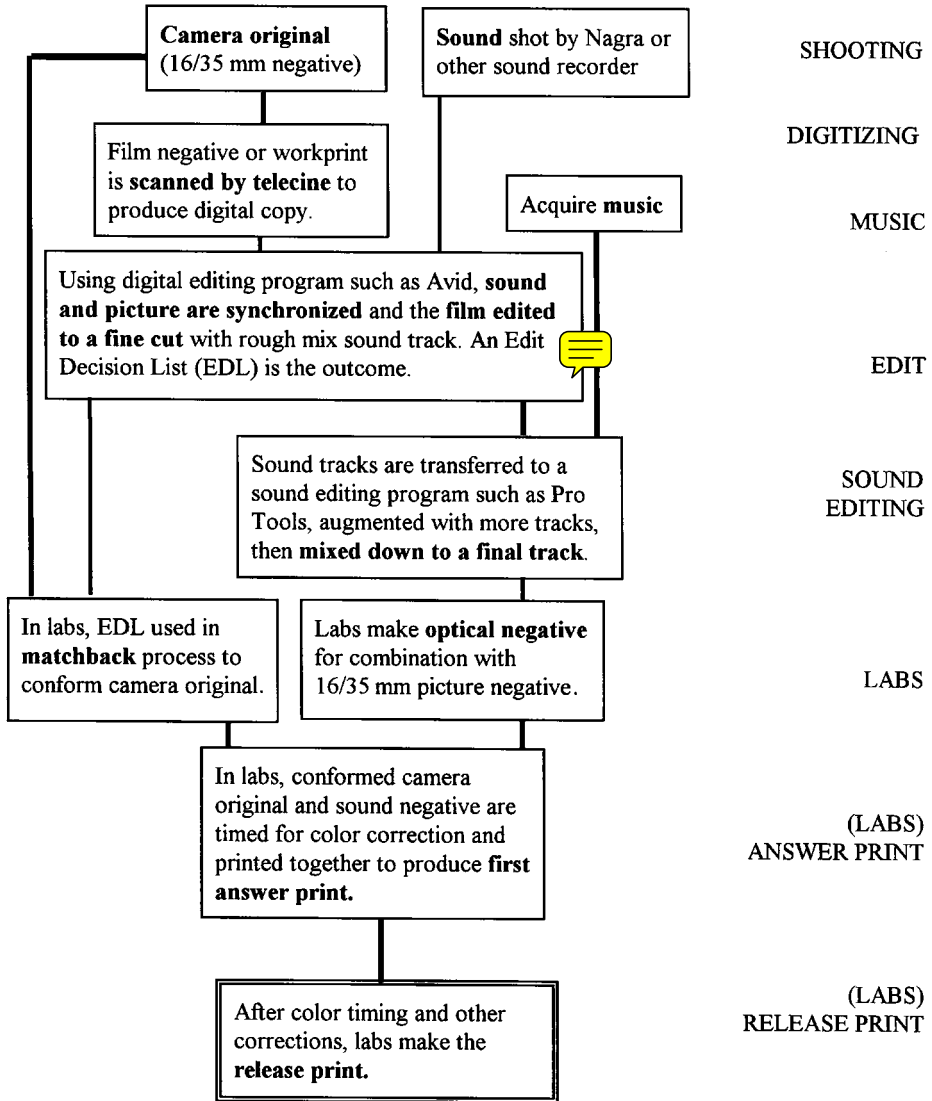 Camera original
(16/35 mm negative)
Sound shot by Nagra or
other sound recorder
SHOOTING
DIGITIZING
Film negative or workprint
is scanned by telecine to
produce digital copy.
Acquire music
MUSIC
Using digital editing program such as Avid, sound
and picture are synchronized and the film edited
to a fine cut with rough mix sound track. An Edit
Decision List (EDL) is the outcome.
EDIT
Sound tracks are transferred to a
sound editing program such as Pro
Tools, augmented with more tracks,
then mixed down to a final track.
SOUND
EDITING
In labs, EDL used in
matchback process to
conform camera original.
Labs make optical negative
for combination with
16/35 mm picture negative.
LABS
In labs, conformed camera
original and sound negative are
timed for color correction and
printed together to produce first
answer print.
(LABS)
ANSWER PRINT
After color timing and other
corrections, labs make the
release print.
(LABS)
RELEASE PRINT